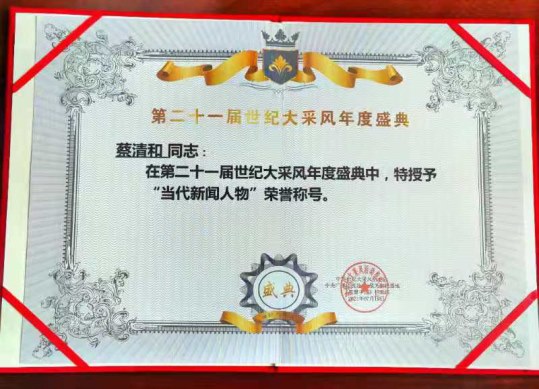 第二十一届世纪大采风年度盛典
蔡清和 同志：
在第二十一届世纪大采风年度盛典中，特授予
“当代新闻人物”荣誉称号。
盛典